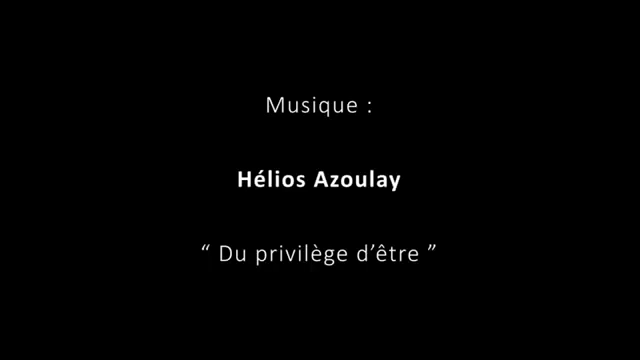 Musique :
Hélios Azoulay
“ Du privilège d’être ”